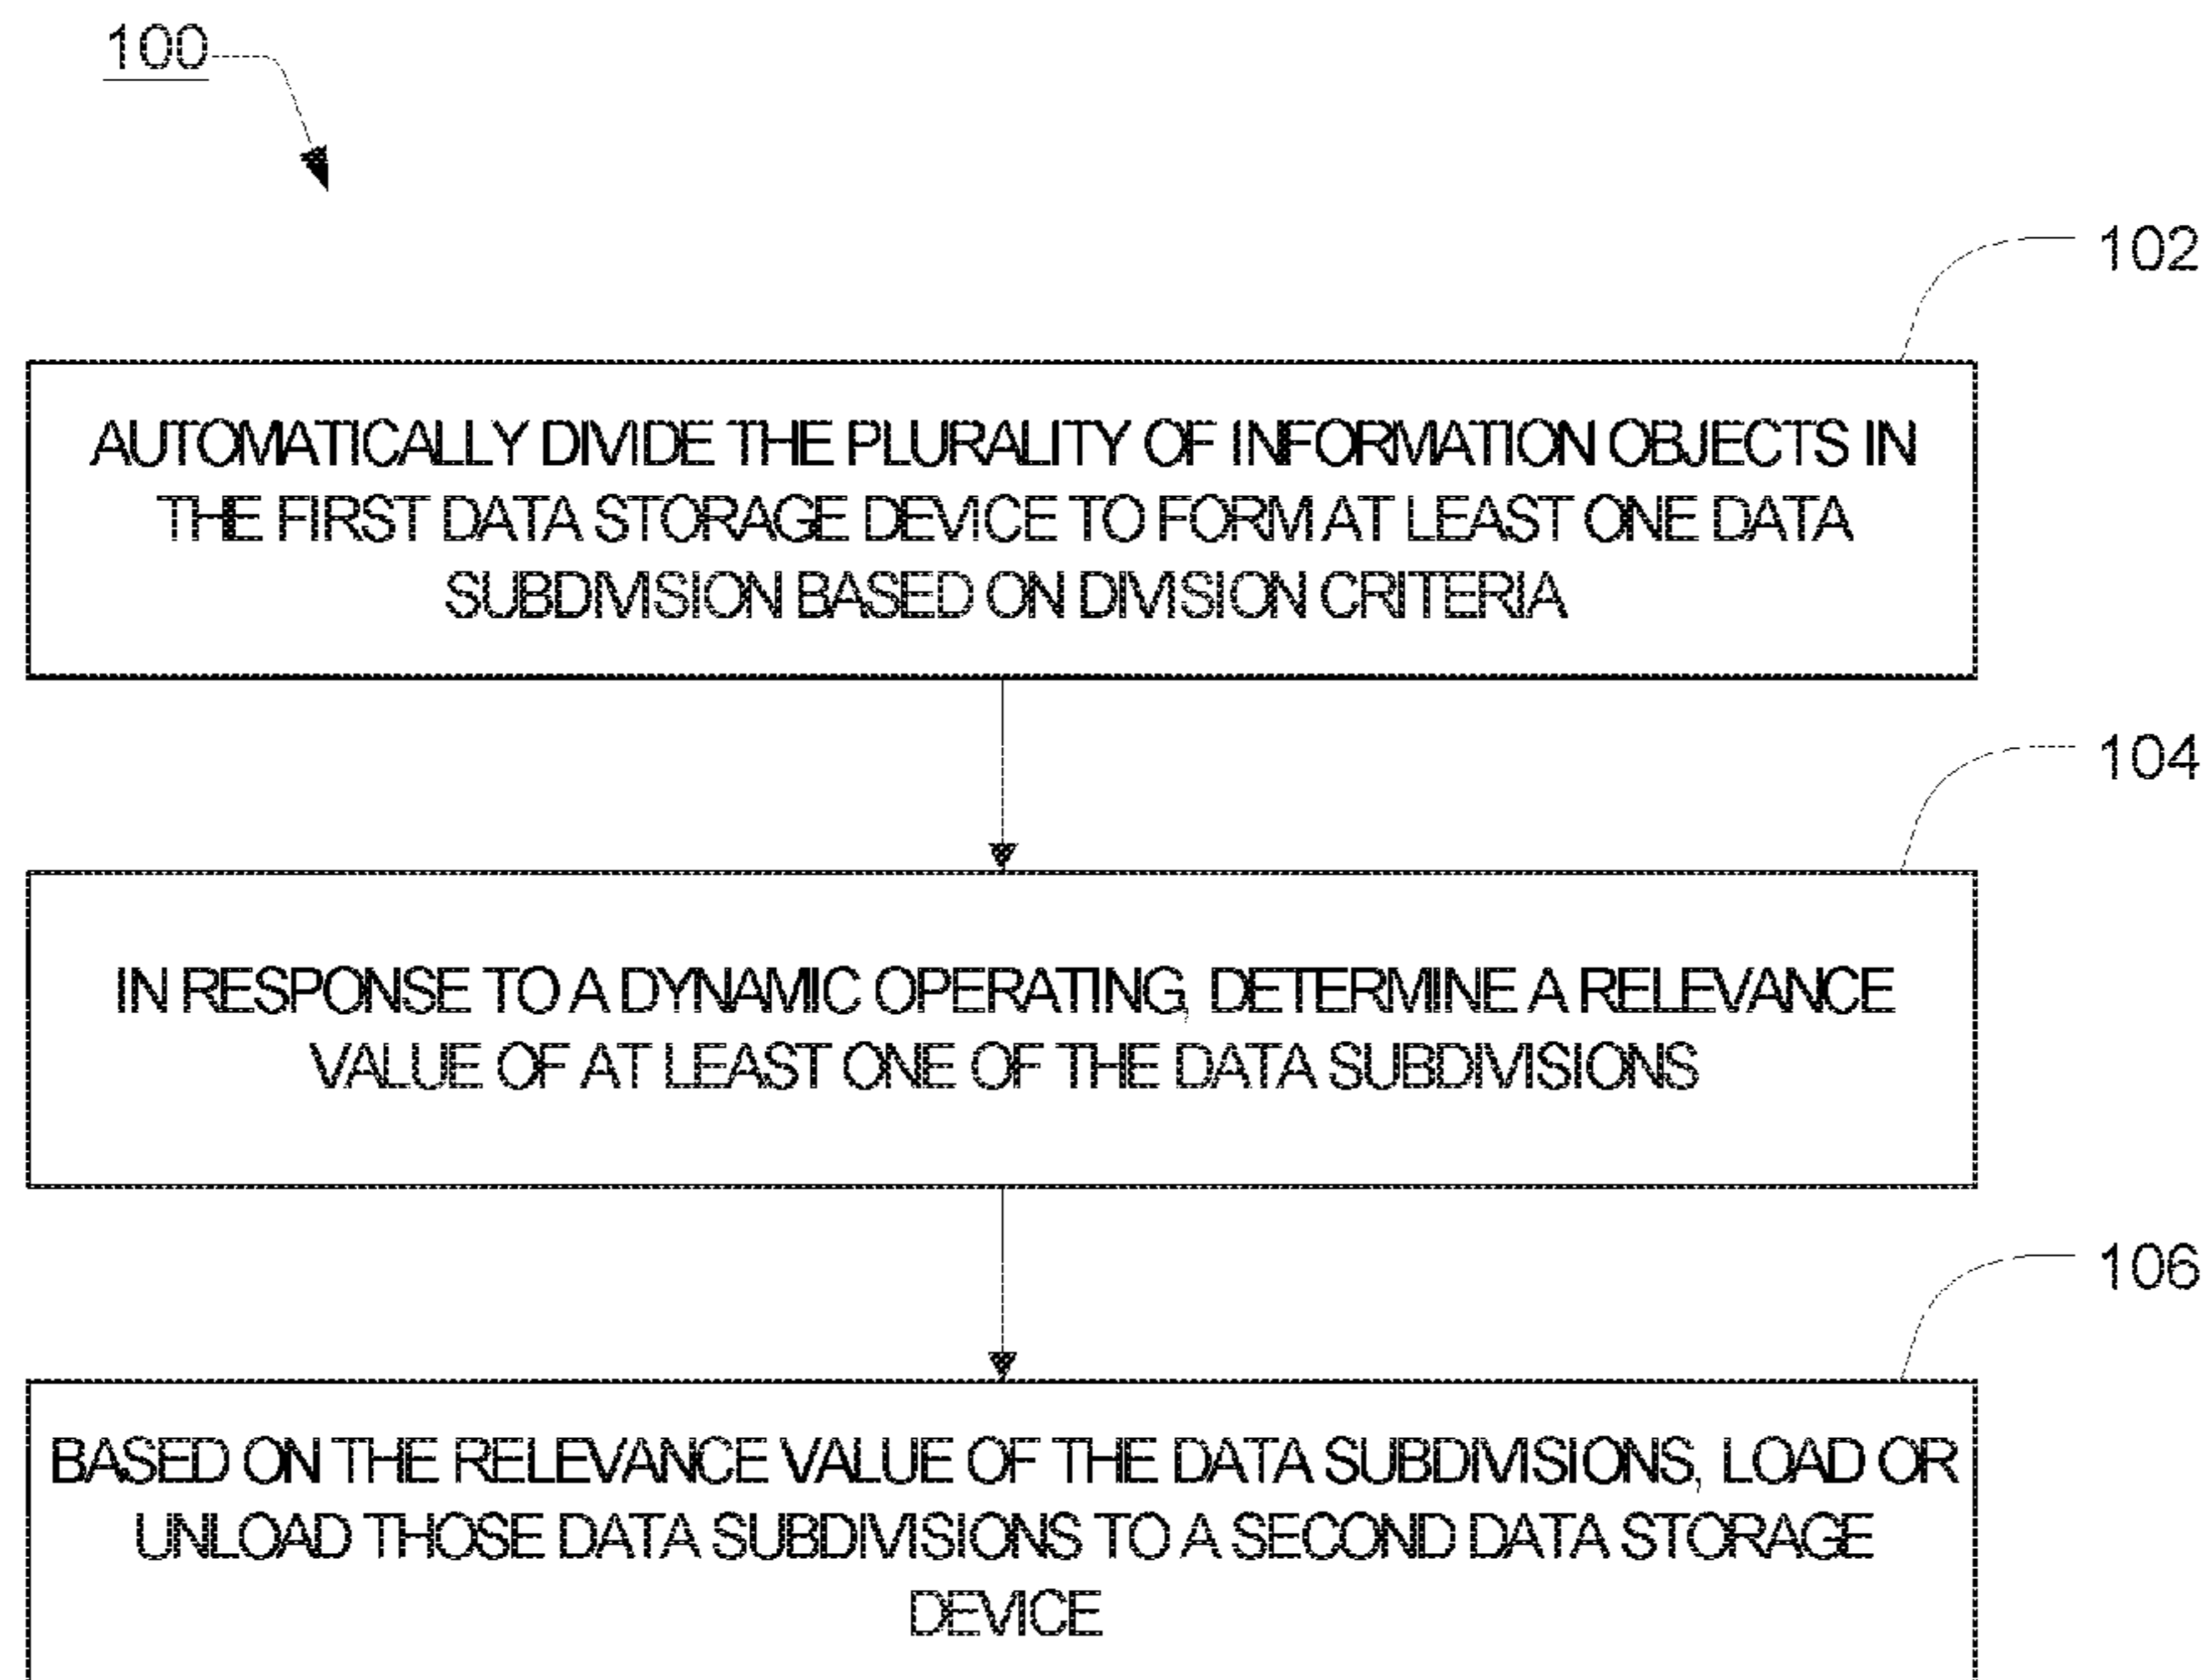 100
102
AUTOMATICALLY DIVIDE THE PLURALITY OF INFORMATION OBJECTS IN
THE FIRST DATA STORAGE DEVICE TO FORM AT LEAST ONE DATA
SUBDIVISION BASED ON DIVISION CRITERIA
104
IN RESPONSE TO A DYNAMIC OPERATING, DETERMINE A RELEVANCE
VALUE OF AT LEAST ONE OF THE DATA SUBDIVISIONS
106
BASED ON THE RELEVANCE VALUE OF THE DATA SUBDIVISIONS, LOAD OR
UNLOAD THOSE DATA SUBDIVISIONS TO A SECOND DATA STORAGE
DEVICE